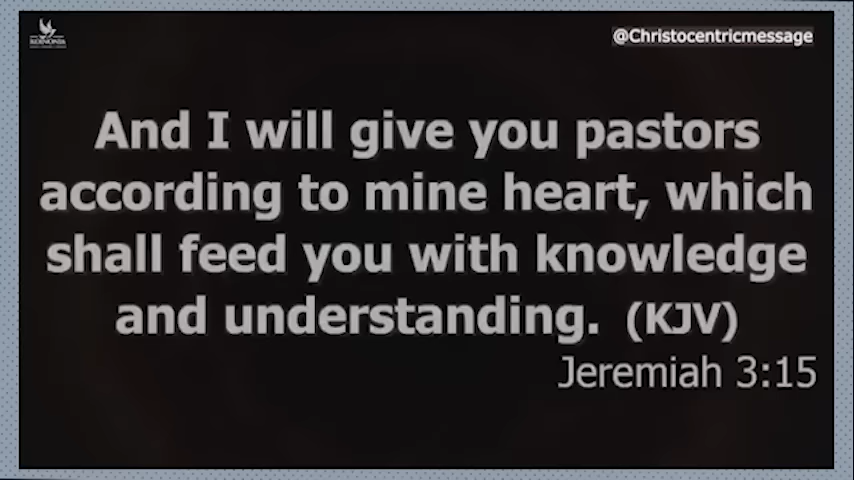 KOINONIA
@Christocentricmessage
And I will give you pastors
according to mine heart, which
shall feed you with knowledge
and understanding. (KJV)
Jeremiah 3:15